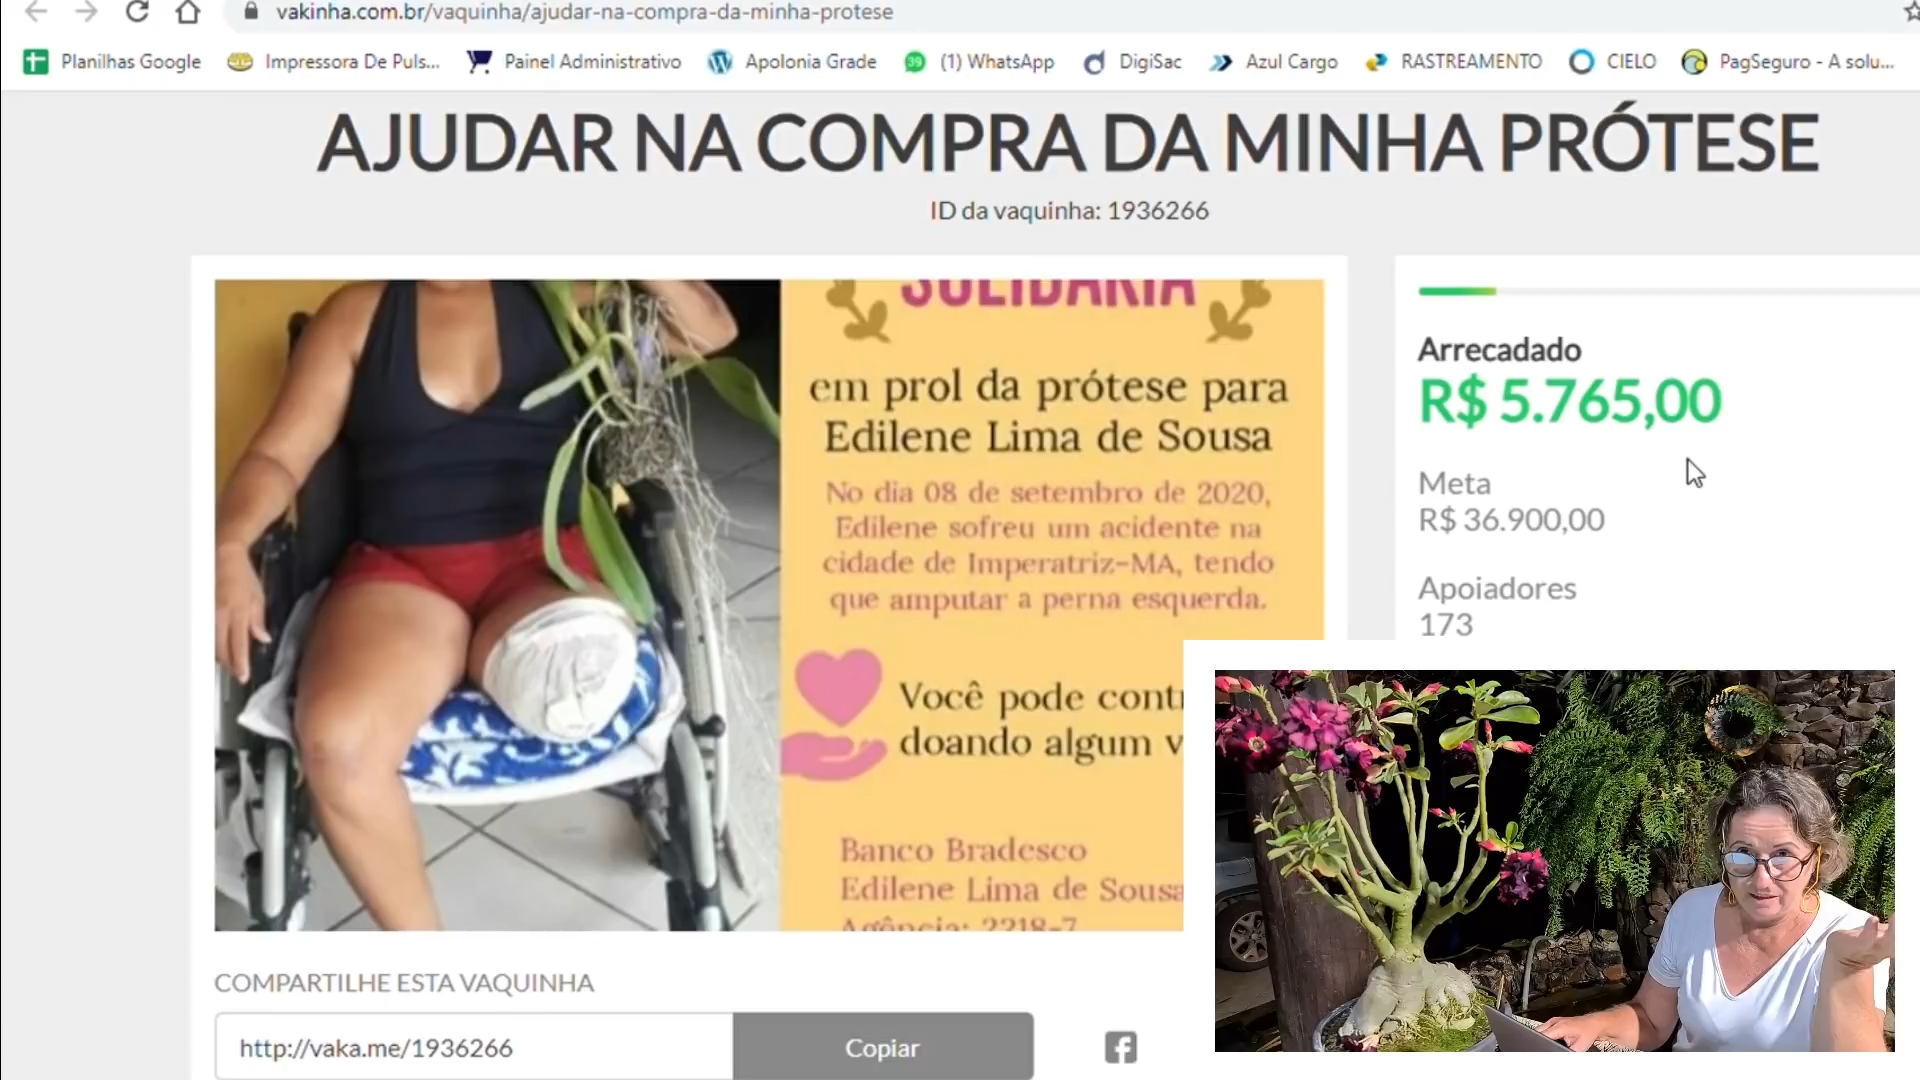 vakinha.com.br/vaquinha/ajudar-na-compra-da-minha-protese
Planilhas Google
Impressora De Puls...
Painel Administrativo
Apolonia Grade
39
(1) WhatsApp
DigiSac
Azul Cargo
RASTREAMENTO
CIELO
PagSeguro - A solu...
AJUDAR NA COMPRA DA MINHA PRÓTESE
ID da vaquinha: 1936266
SOLIDÁRIA
em prol da prótese para
Edilene Lima de Sousa
No dia 08 de setembro de 2020,
Edilene sofreu um acidente na
cidade de Imperatriz-MA, tendo
que amputar a perna esquerda.
Você pode cont
doando algum v
Banco Bradesco
Edilene Lima de Sousa
Agência: 2218-7
Arrecadado
R$ 5.765,00
Meta
R$ 36.900,00
Apoiadores
173
COMPARTILHE ESTA VAQUINHA
http://vaka.me/1936266
Copiar